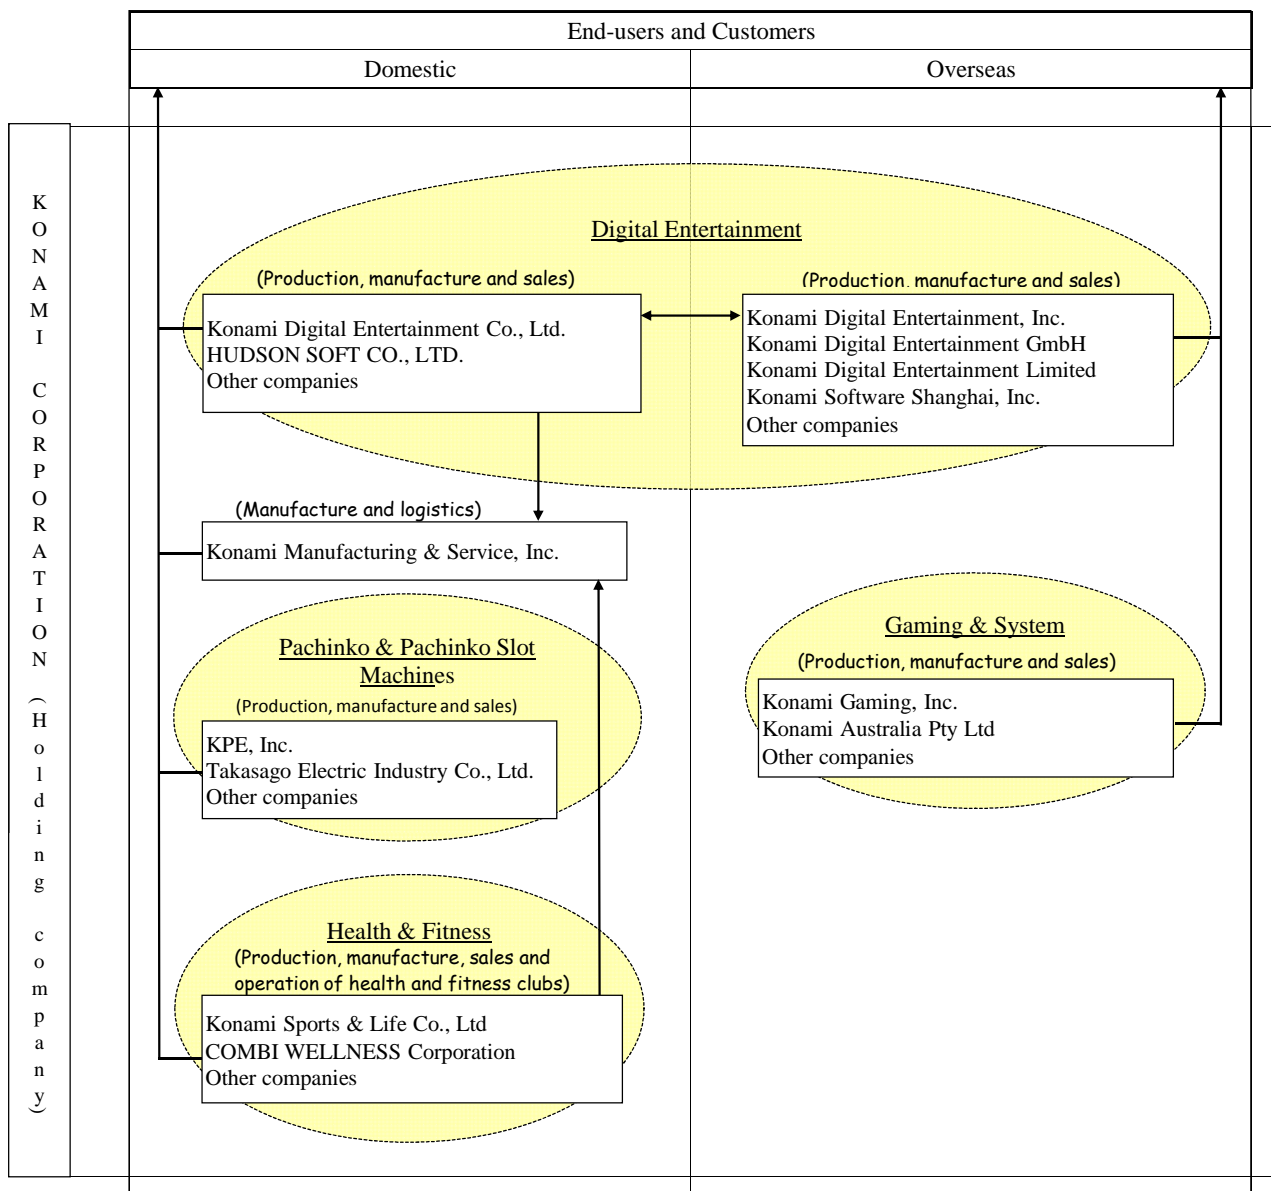 End-users and Customers
Domestic
Overseas
KONAMI CORPORATION (Holding company)
Digital Entertainment
(Production, manufacture and sales)
Konami Digital Entertainment Co., Ltd.
HUDSON SOFT CO., LTD.
Other companies
(Production, manufacture and sales)
Konami Digital Entertainment, Inc.
Konami Digital Entertainment GmbH
Konami Digital Entertainment Limited
Konami Software Shanghai, Inc.
Other companies
(Manufacture and logistics)
Konami Manufacturing & Service, Inc.
Pachinko & Pachinko Slot
Machines
(Production, manufacture and sales)
KPE, Inc.
Takasago Electric Industry Co., Ltd.
Other companies
Gaming & System
(Production, manufacture and sales)
Konami Gaming, Inc.
Konami Australia Pty Ltd
Other companies
Health & Fitness
(Production, manufacture, sales and
operation of health and fitness clubs)
Konami Sports & Life Co., Ltd
COMBI WELLNESS Corporation
Other companies